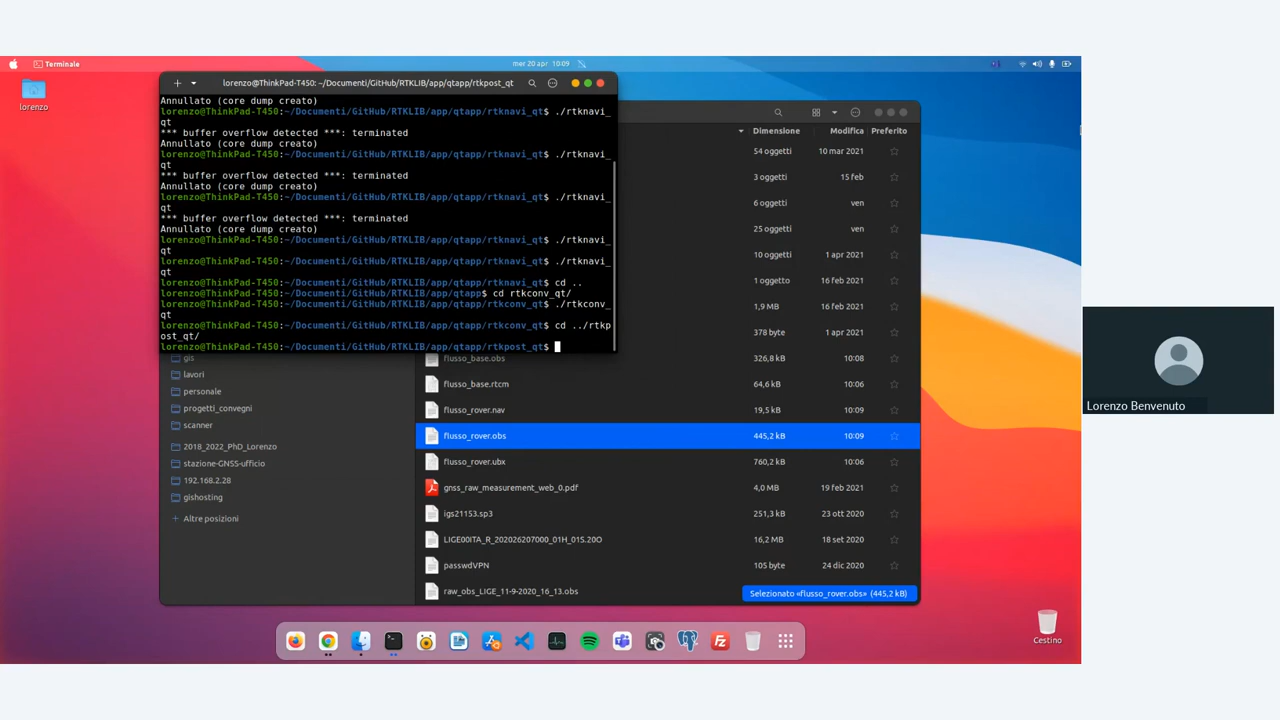 Terminale
mer 20 apr 10:09
lorenzo
lorenzo@ThinkPad-T450: ~/Documenti/GitHub/RTKLIB/app/qtapp/rtkpost_qt
Annullato (core dump creato)
lorenzo@ThinkPad-T450:~/Documenti/GitHub/RTKLIB/app/qtapp/rtknavi_qt$ ./rtknavi_
qt
*** buffer overflow detected ***: terminated
Annullato (core dump creato)
lorenzo@ThinkPad-T450:~/Documenti/GitHub/RTKLIB/app/qtapp/rtknavi_qt$ ./rtknavi_
qt
*** buffer overflow detected ***: terminated
Annullato (core dump creato)
lorenzo@ThinkPad-T450:~/Documenti/GitHub/RTKLIB/app/qtapp/rtknavi_qt$ ./rtknavi_
qt
*** buffer overflow detected ***: terminated
Annullato (core dump creato)
lorenzo@ThinkPad-T450:~/Documenti/GitHub/RTKLIB/app/qtapp/rtknavi_qt$ ./rtknavi_
qt
lorenzo@ThinkPad-T450:~/Documenti/GitHub/RTKLIB/app/qtapp/rtknavi_qt$ ./rtknavi_
qt
lorenzo@ThinkPad-T450:~/Documenti/GitHub/RTKLIB/app/qtapp/rtknavi_qt$ cd ..
lorenzo@ThinkPad-T450:~/Documenti/GitHub/RTKLIB/app/qtapp$ cd rtkconv_qt/
lorenzo@ThinkPad-T450:~/Documenti/GitHub/RTKLIB/app/qtapp/rtkconv_qt$ ./rtkconv_
qt
lorenzo@ThinkPad-T450:~/Documenti/GitHub/RTKLIB/app/qtapp/rtkconv_qt$ cd ../rtkp
ost_qt/
lorenzo@ThinkPad-T450:~/Documenti/GitHub/RTKLIB/app/qtapp/rtkpost_qt$
Dimensione Modifica Preferito
54 oggetti 10 mar 2021
3 oggetti 15 feb
6 oggetti ven
25 oggetti ven
10 oggetti 1 apr 2021
1 oggetto 16 feb 2021
1,9 MB 16 feb 2021
378 byte 1 apr 2021
flusso_base.obs 326,8 kB 10:08
flusso_base.rtcm 64,6 kB 10:06
flusso_rover.nav 19,5 kB 10:09
flusso_rover.obs 445,2 kB 10:09
flusso_rover.ubx 760,2 kB 10:06
gnss_raw_measurement_web_0.pdf 4,0 MB 19 feb 2021
igs21153.sp3 251,3 kB 23 ott 2020
LIGE00ITA_R_202026207000_01H_01S.20O 16,2 MB 18 set 2020
passwdVPN 105 byte 24 dic 2020
raw_obs_LIGE_11-9-2020_16_13.obs
Selezionato «flusso_rover.obs» (445,2 kB)
gis
lavori
personale
progetti_convegni
scanner
2018_2022_PhD_Lorenzo
stazione-GNSS-ufficio
192.168.2.28
gishosting
Altre posizioni
Cestino
Lorenzo Benvenuto